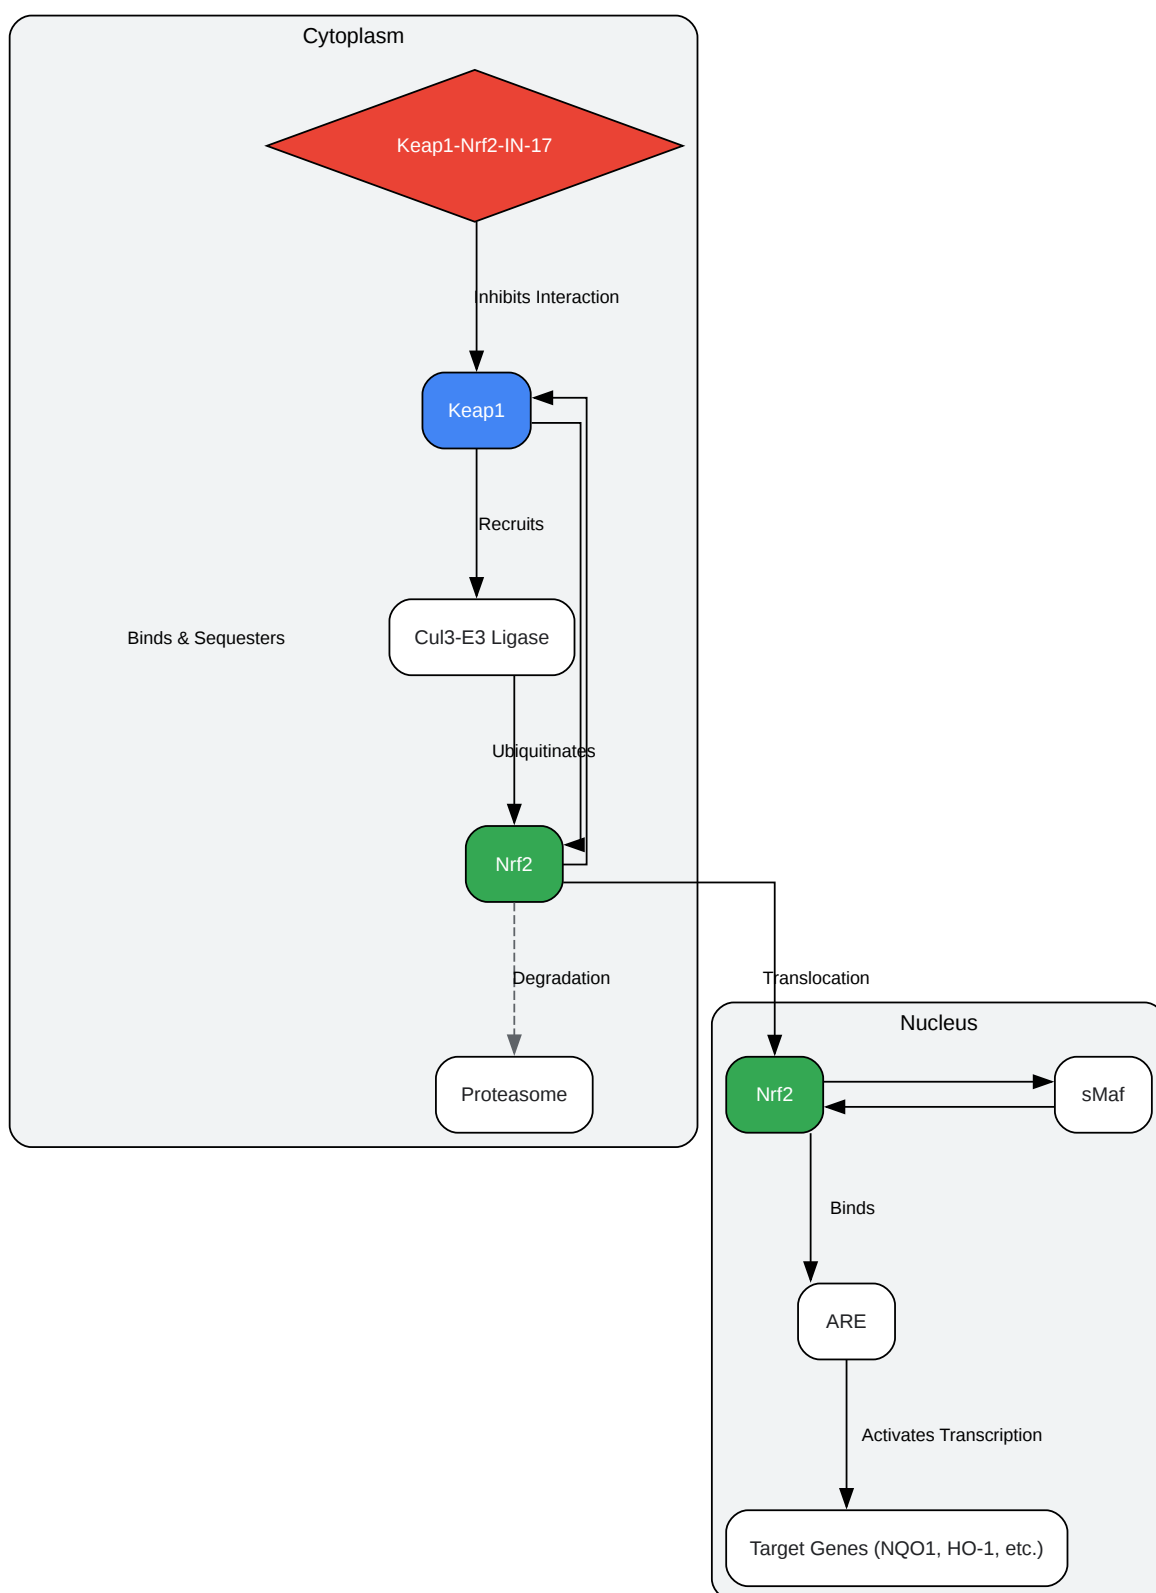 Cytoplasm
Keap1-Nrf2-IN-17
Inhibits Interaction
Keap1
Recruits
Cul3-E3 Ligase
Binds & Sequesters
Ubiquitinates
Nrf2
Degradation
Translocation
Proteasome
Nucleus
Nrf2
sMaf
Binds
ARE
Activates Transcription
Target Genes (NQO1, HO-1, etc.)